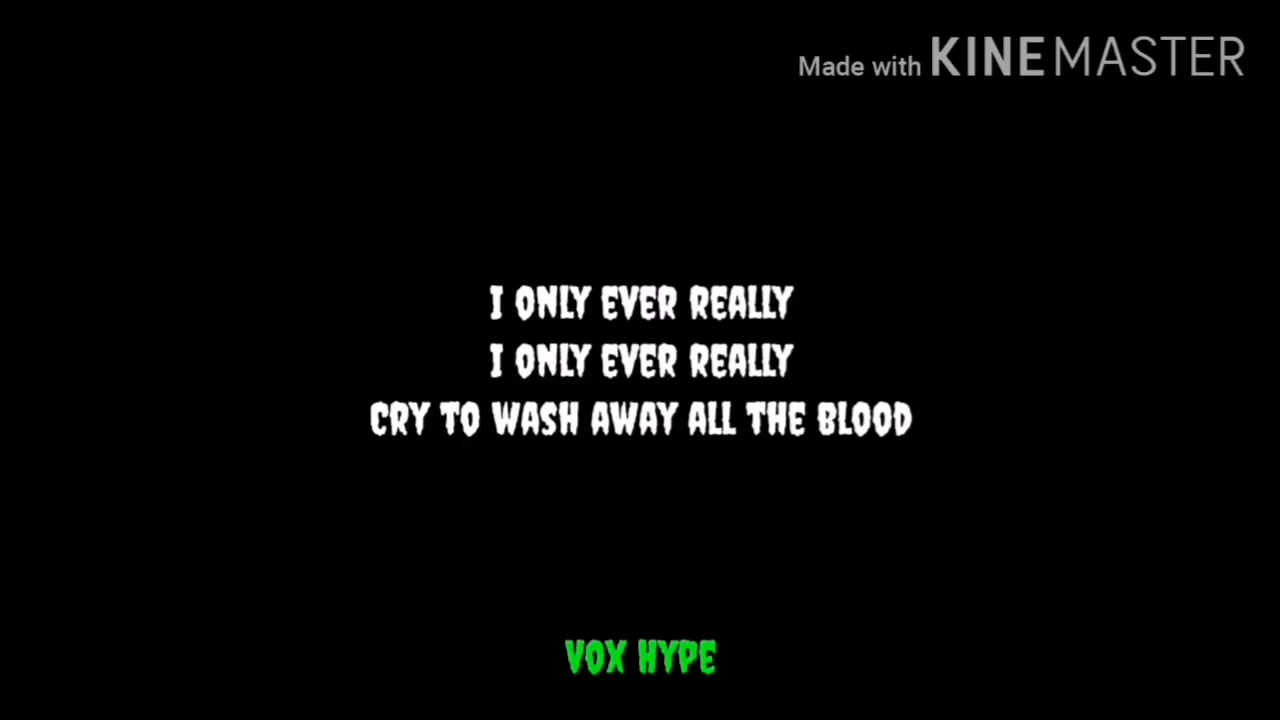 Made with KINEMASTER
I ONLY EVER REALLY
I ONLY EVER REALLY
CRY TO WASH AWAY ALL THE BLOOD
VOX HYPE